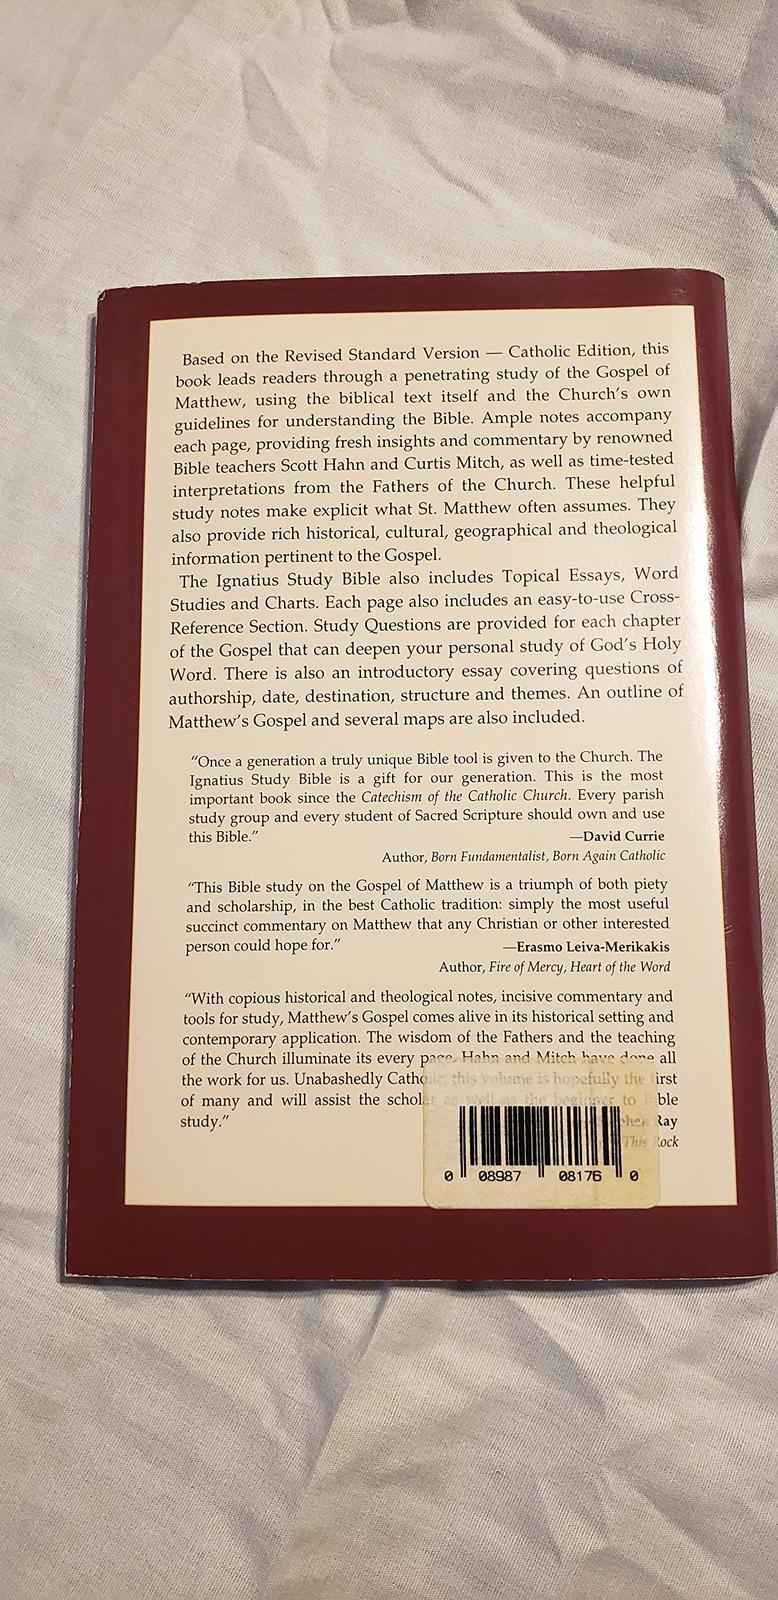 Based on the Revised Standard Version — Catholic Edition, this
book leads readers through a penetrating study of the Gospel of
Matthew, using the biblical text itself and the Church's own
guidelines for understanding the Bible. Ample notes accompany
each page, providing fresh insights and commentary by renowned
Bible teachers Scott Hahn and Curtis Mitch, as well as time-tested
interpretations from the Fathers of the Church. These helpful
study notes make explicit what St. Matthew often assumes. They
also provide rich historical, cultural, geographical and theological
information pertinent to the Gospel.
The Ignatius Study Bible also includes Topical Essays, Word
Studies and Charts. Each page also includes an easy-to-use Cross-
Reference Section. Study Questions are provided for each chapter
of the Gospel that can deepen your personal study of God's Holy
Word. There is also an introductory essay covering questions of
authorship, date, destination, structure and themes. An outline of
Matthew's Gospel and several maps are also included.
"Once a generation a truly unique Bible tool is given to the Church. The
Ignatius Study Bible is a gift for our generation. This is the most
important book since the Catechism of the Catholic Church. Every parish
study group and every student of Sacred Scripture should own and use
this Bible." —David Currie
Author, Born Fundamentalist, Born Again Catholic
"This Bible study on the Gospel of Matthew is a triumph of both piety
and scholarship, in the best Catholic tradition: simply the most useful
succinct commentary on Matthew that any Christian or other interested
person could hope for." —Erasmo Leiva-Merikakis
Author, Fire of Mercy, Heart of the Word
"With copious historical and theological notes, incisive commentary and
tools for study, Matthew's Gospel comes alive in its historical setting and
contemporary application. The wisdom of the Fathers and the teaching
of the Church illuminate its every page. Hahn and Mitch have done all
the work for us. Unabashedly Catholic, this volume is hopefully the first
of many and will assist the scholar as well as the beginner to Bible
study." Ray
This Rock
0 08987 08176 0